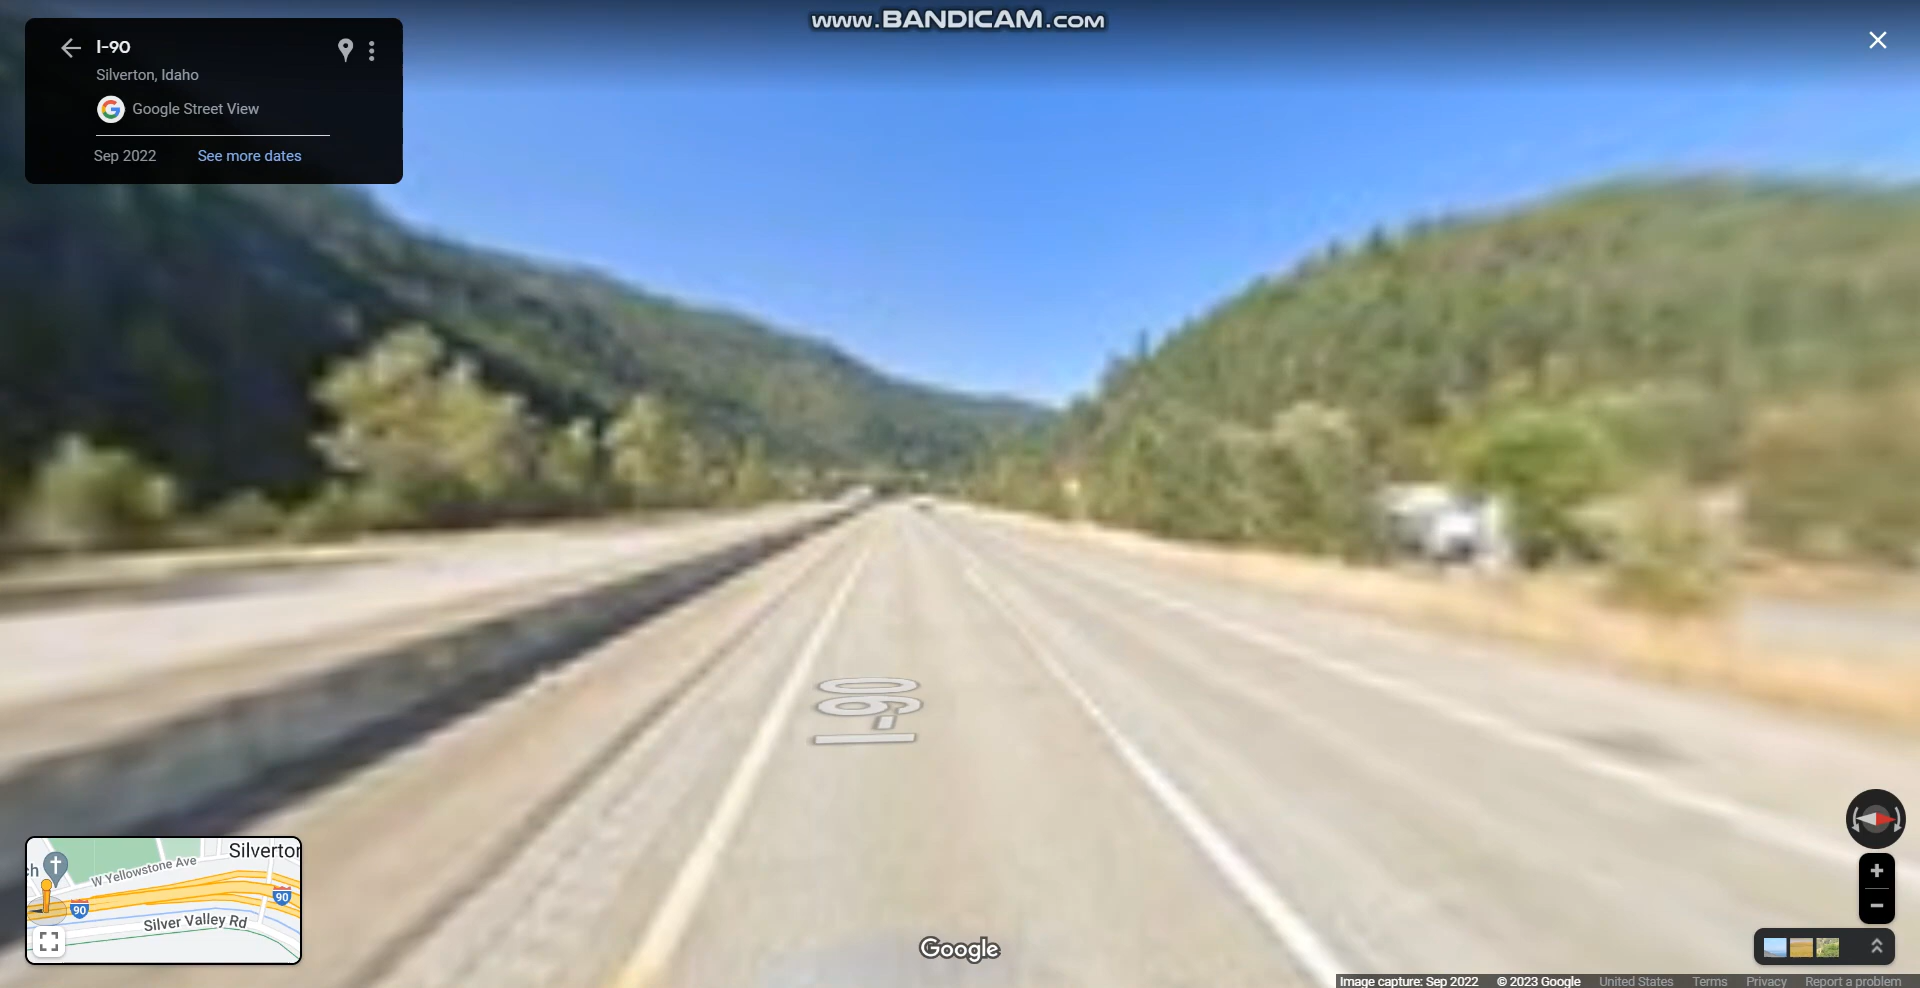 www.BANDICAM.com
I-90
Silverton, Idaho
Google Street View
Sep 2022 See more dates
I-90
Silverton
W Yellowstone Ave
ch
90
90
Silver Valley Rd
Google
Image capture: Sep 2022 © 2023 Google United States Terms Privacy Report a problem